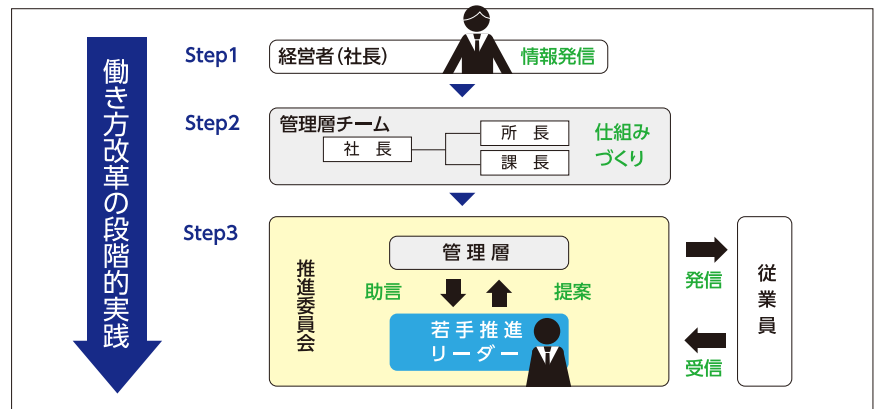 働き方改革の段階的実践
Step1
経営者(社長)
情報発信
Step2
管理層チーム
社 長
所 長
課 長
仕組み
づくり
Step3
推進委員会
管 理 層
助言
提案
若手推進
リーダー
発信
受信
従業員